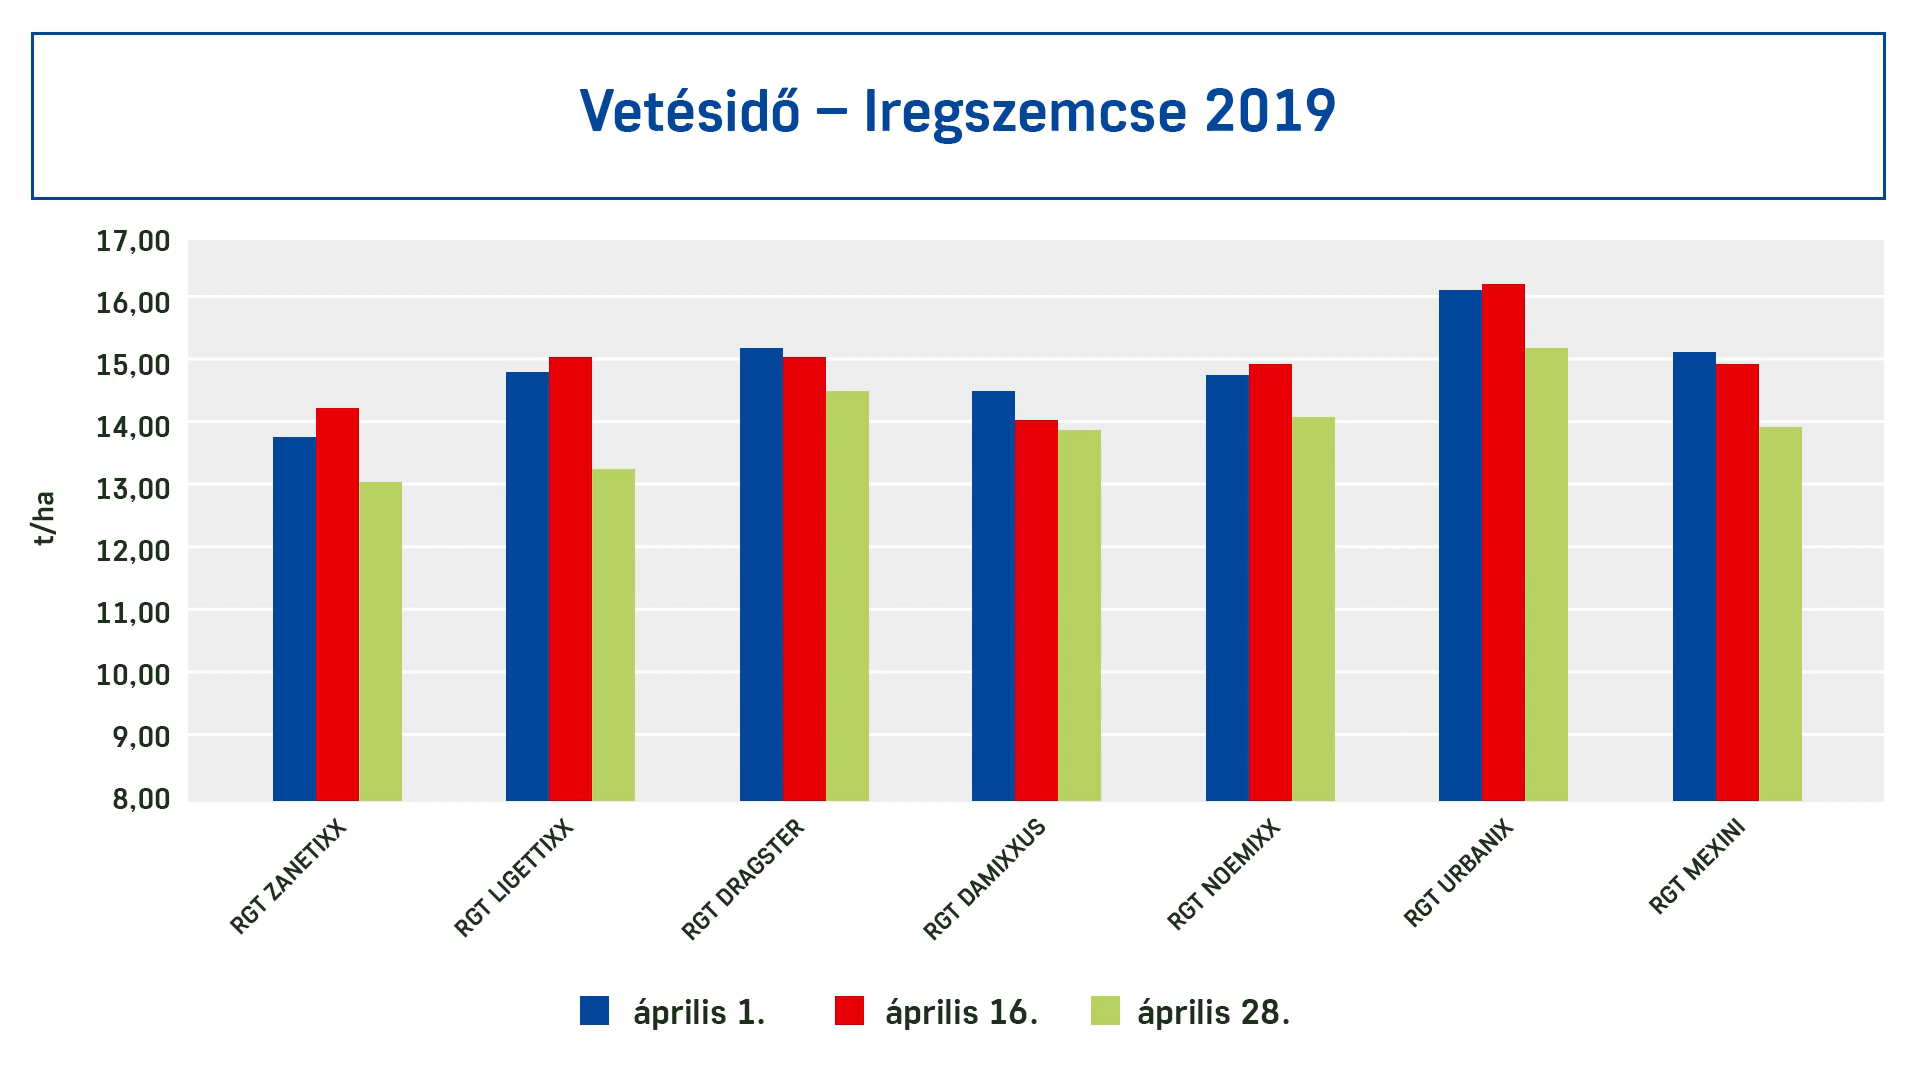 Vetésidő – Iregszemcse 2019
17,00
16,00
15,00
14,00
13,00
12,00
11,00
10,00
9,00
8,00
t/ha
RGT ZANETIXX
RGT LIGETTIXX
RGT DRAGSTER
RGT DAMIXXUS
RGT NOEMIXX
RGT URBANIX
RGT MEXINI
április 1.
április 16.
április 28.